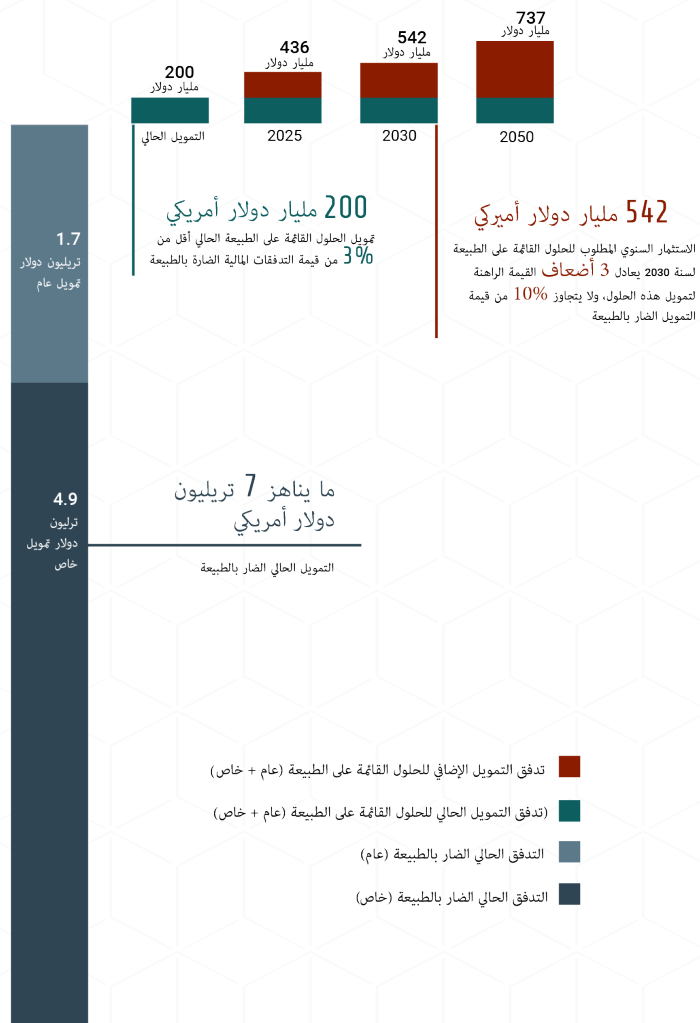 200
مليار دولار
436
مليار دولار
542
مليار دولار
737
مليار دولار
التمويل الحالي
2025
2030
2050
200 مليار دولار أمريكي
تمويل الحلول القائمة على الطبيعة الحالي أقل من
3% من قيمة التدفقات المالية الضارة بالطبيعة
542 مليار دولار أميركي
الاستثمار السنوي المطلوب للحلول القائمة على الطبيعة
لسنة 2030 يعادل 3 أضعاف القيمة الراهنة
لتمويل هذه الحلول، ولا يتجاوز 10% من قيمة
التمويل الضار بالطبيعة
1.7
تريليون دولار
تمويل عام
4.9
ترليون
دولار تمويل
خاص
ما يناهز 7 تريليون
دولار أمريكي
التمويل الحالي الضار بالطبيعة
تدفق التمويل الإضافي للحلول القائمة على الطبيعة (عام + خاص)
(تدفق التمويل الحالي للحلول القائمة على الطبيعة (عام + خاص)
التدفق الحالي الضار بالطبيعة (عام)
التدفق الحالي الضار بالطبيعة (خاص)